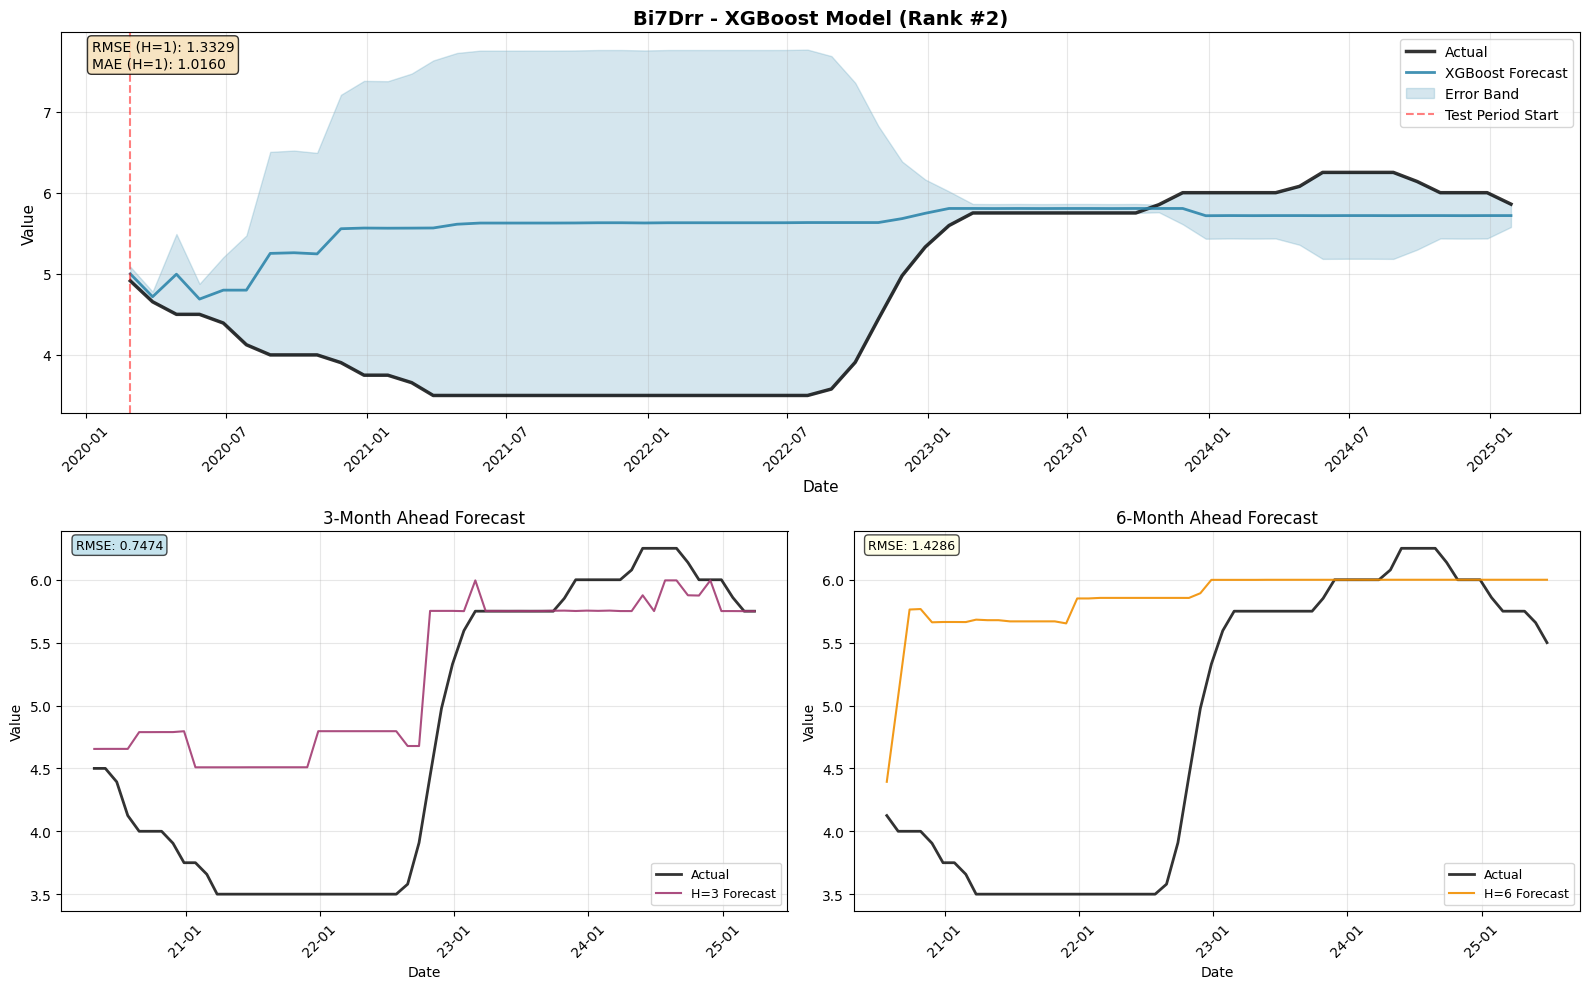 Bi7Drr - XGBoost Model (Rank #2)
RMSE (H=1): 1.3329
MAE (H=1): 1.0160
Actual
XGBoost Forecast
Error Band
Test Period Start
Value
7
6
5
4
2020-01
2020-07
2021-01
2021-07
2022-01
2022-07
2023-01
2023-07
2024-01
2024-07
2025-01
Date
3-Month Ahead Forecast
RMSE: 0.7474
Value
6.0
5.5
5.0
4.5
4.0
3.5
Actual
H=3 Forecast
21-01
22-01
23-01
24-01
25-01
Date
6-Month Ahead Forecast
RMSE: 1.4286
Value
6.0
5.5
5.0
4.5
4.0
3.5
Actual
H=6 Forecast
21-01
22-01
23-01
24-01
25-01
Date